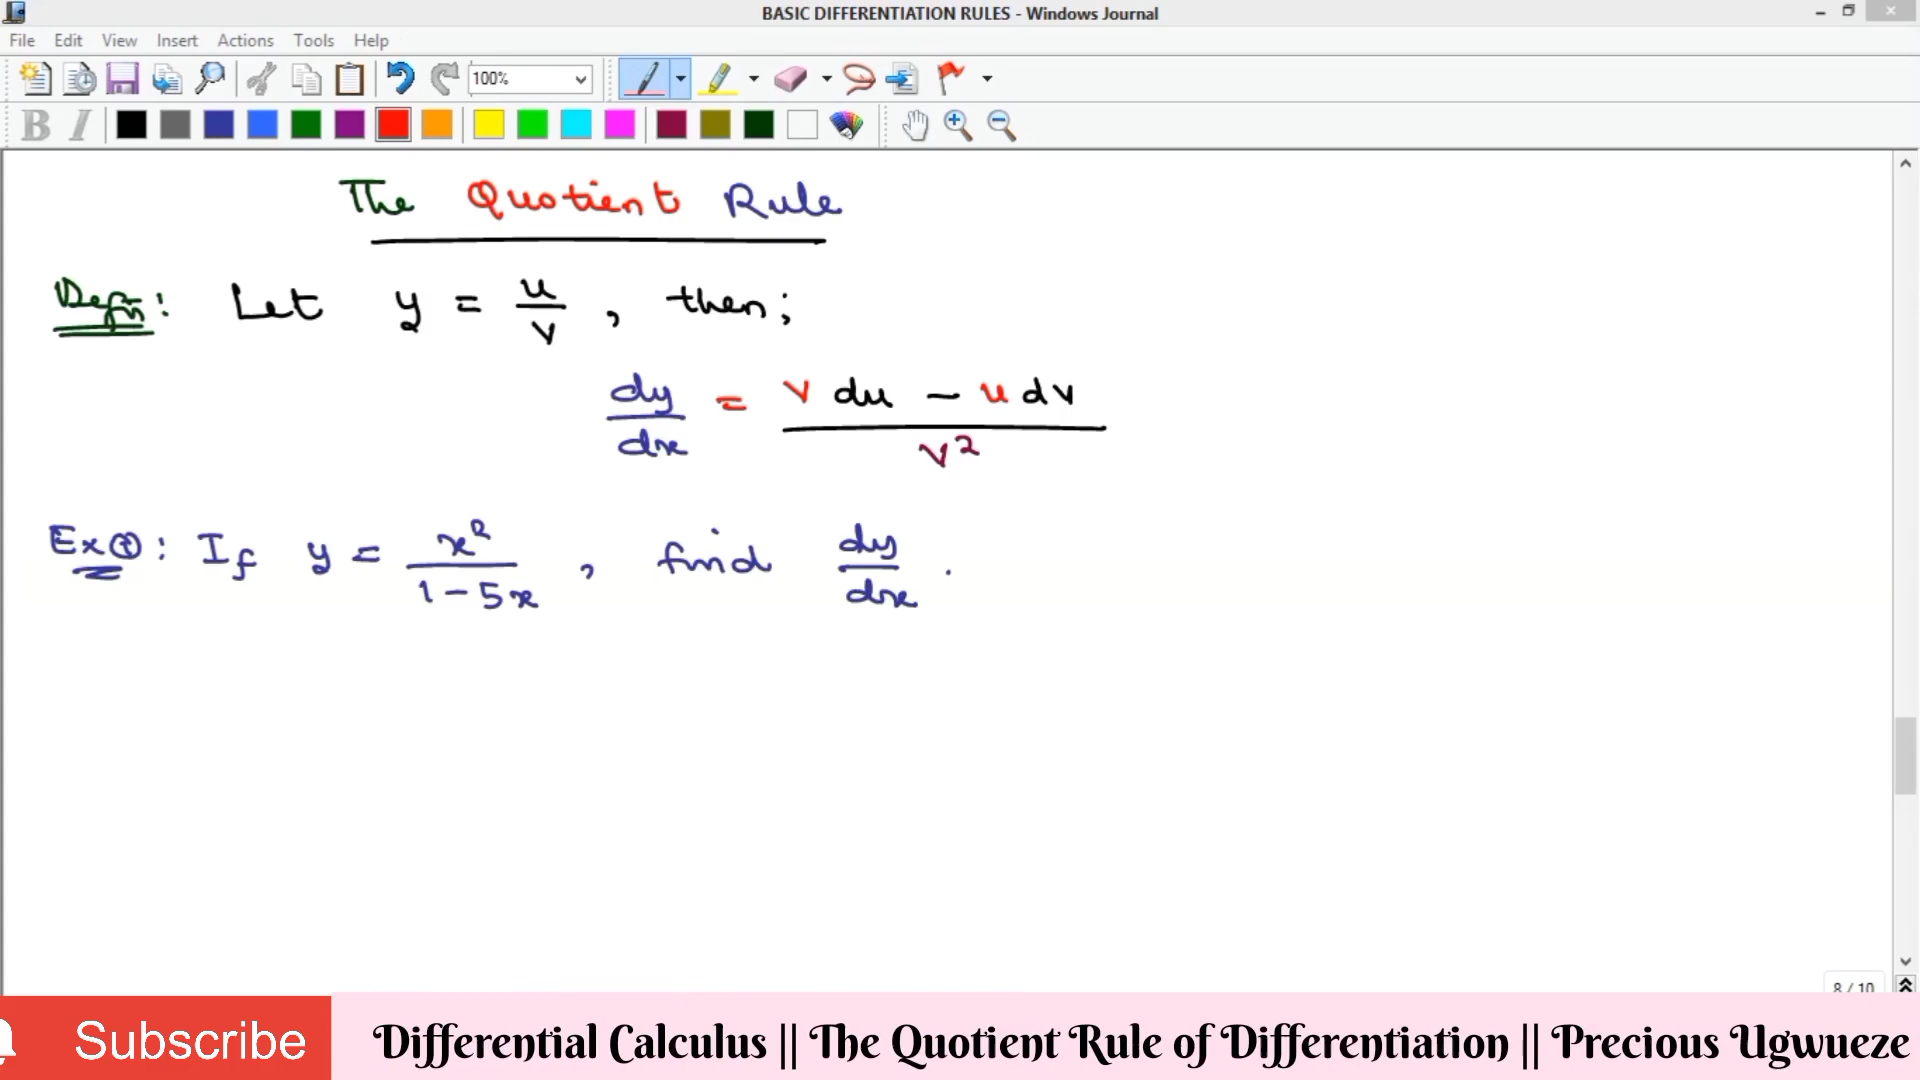 BASIC DIFFERENTIATION RULES - Windows Journal
File Edit View Insert Actions Tools Help
100%
B I
The Quotient Rule
Defn: Let y = u/v , then;
dy/dx = v du - u dv / v²
Ex①: If y = x²/1-5x , find dy/dx .
8 / 10
Subscribe
Differential Calculus || The Quotient Rule of Differentiation || Precious Ugwueze